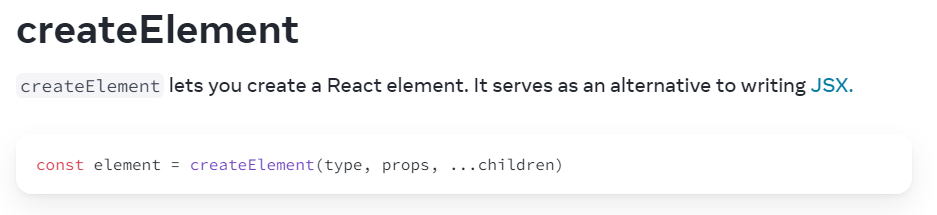 createElement
createElement lets you create a React element. It serves as an alternative to writing JSX.
const element = createElement(type, props, ...children)